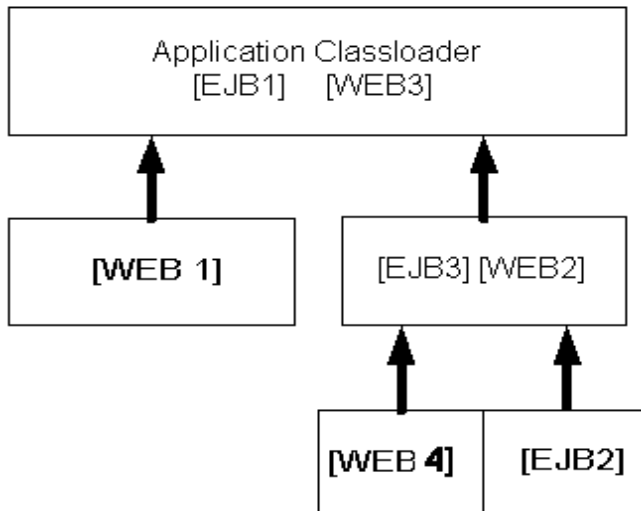 Application Classloader
[EJB1] [WEB3]
[WEB 1]
[EJB3] [WEB2]
[WEB 4]
[EJB2]